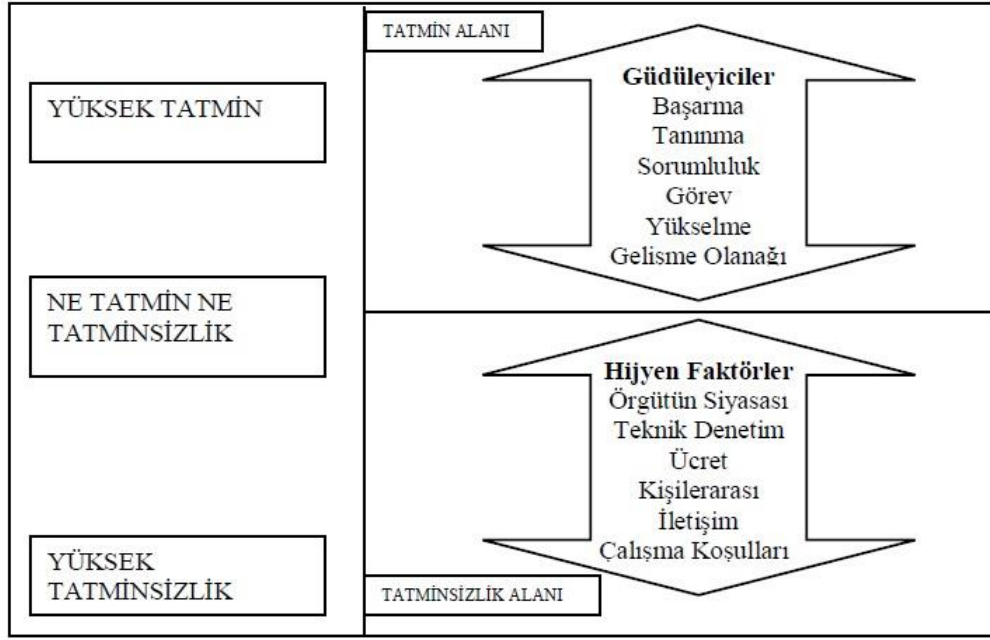 TATMİN ALANI
YÜKSEK TATMİN
Güdüleyiciler
Başarma
Tanınma
Sorumluluk
Görev
Yükselme
Gelişme Olanağı
NE TATMİN NE
TATMİNSİZLİK
Hijyen Faktörler
Örgütün Siyasası
Teknik Denetim
Ücret
Kişilerarası
İletişim
Çalışma Koşulları
YÜKSEK
TATMİNSİZLİK
TATMİNSİZLİK ALANI